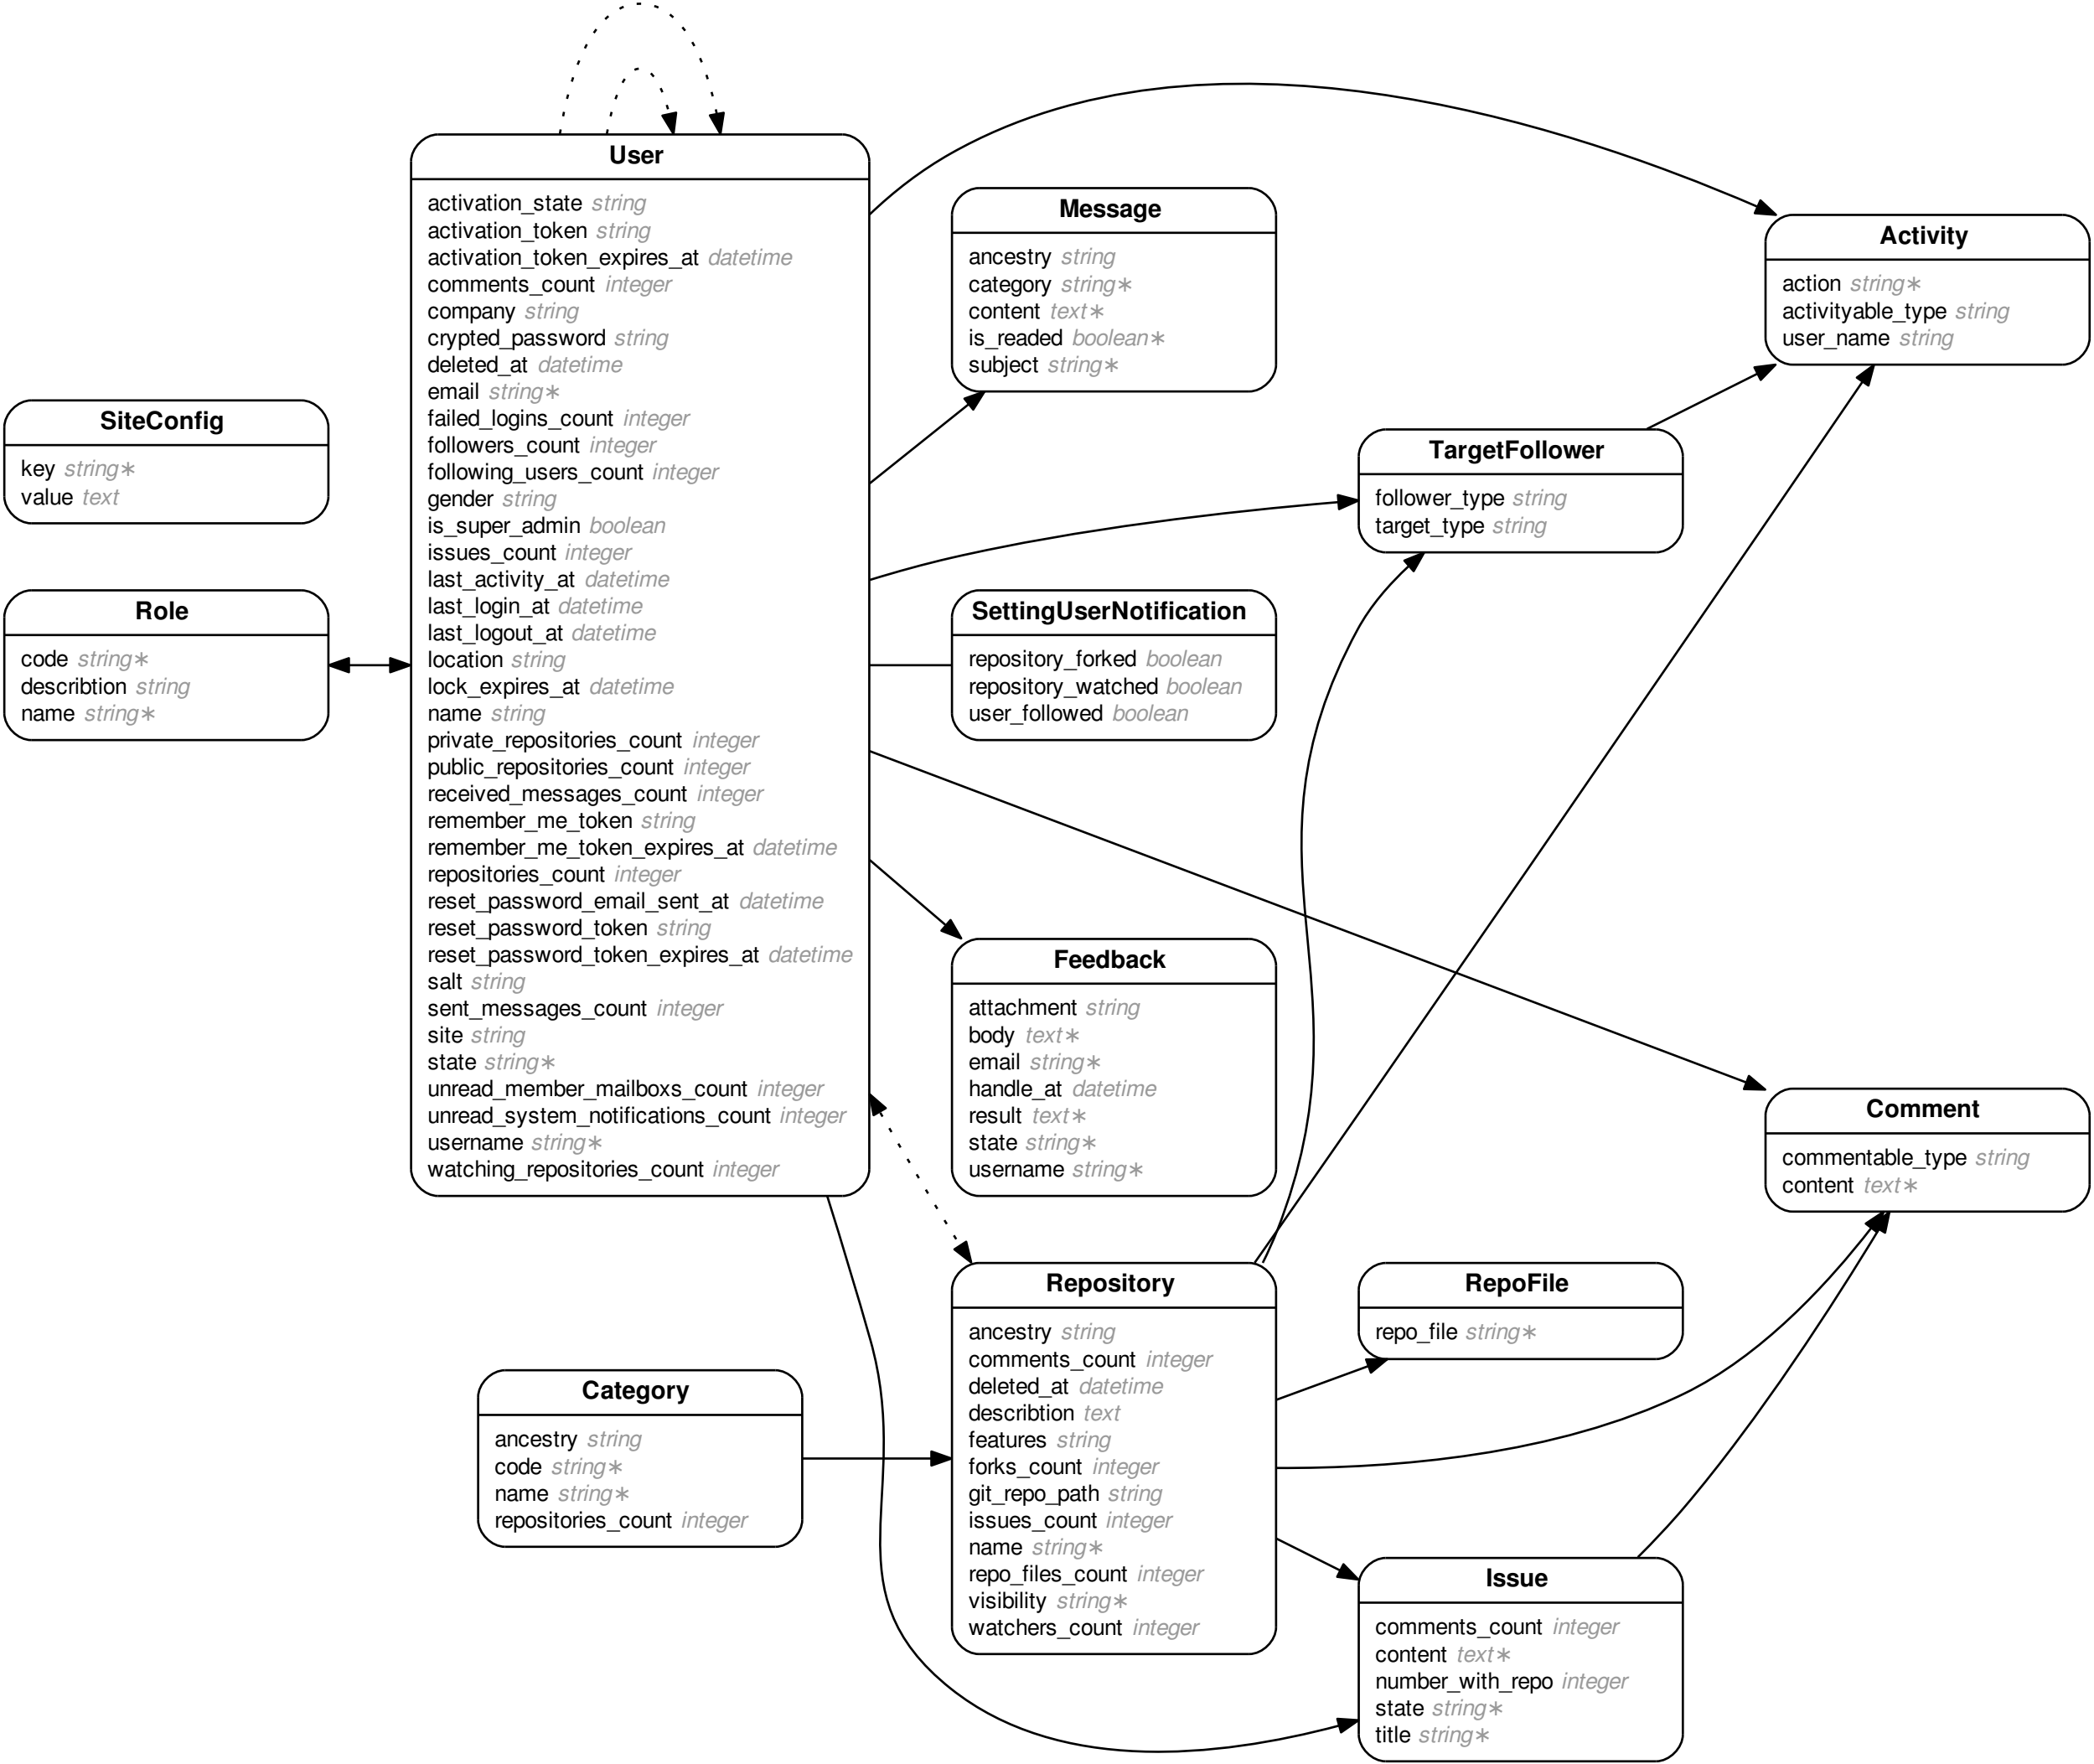 User
activation_state string
activation_token string
activation_token_expires_at datetime
comments_count integer
company string
crypted_password string
deleted_at datetime
email string∗
failed_logins_count integer
followers_count integer
following_users_count integer
gender string
is_super_admin boolean
issues_count integer
last_activity_at datetime
last_login_at datetime
last_logout_at datetime
location string
lock_expires_at datetime
name string
private_repositories_count integer
public_repositories_count integer
received_messages_count integer
remember_me_token string
remember_me_token_expires_at datetime
repositories_count integer
reset_password_email_sent_at datetime
reset_password_token string
reset_password_token_expires_at datetime
salt string
sent_messages_count integer
site string
state string∗
unread_member_mailboxs_count integer
unread_system_notifications_count integer
username string∗
watching_repositories_count integer
Message
ancestry string
category string∗
content text∗
is_readed boolean∗
subject string∗
Activity
action string∗
activityable_type string
user_name string
SiteConfig
key string∗
value text
TargetFollower
follower_type string
target_type string
Role
code string∗
describtion string
name string∗
SettingUserNotification
repository_forked boolean
repository_watched boolean
user_followed boolean
Feedback
attachment string
body text∗
email string∗
handle_at datetime
result text∗
state string∗
username string∗
Comment
commentable_type string
content text∗
Repository
ancestry string
comments_count integer
deleted_at datetime
describtion text
features string
forks_count integer
git_repo_path string
issues_count integer
name string∗
repo_files_count integer
visibility string∗
watchers_count integer
RepoFile
repo_file string∗
Category
ancestry string
code string∗
name string∗
repositories_count integer
Issue
comments_count integer
content text∗
number_with_repo integer
state string∗
title string∗